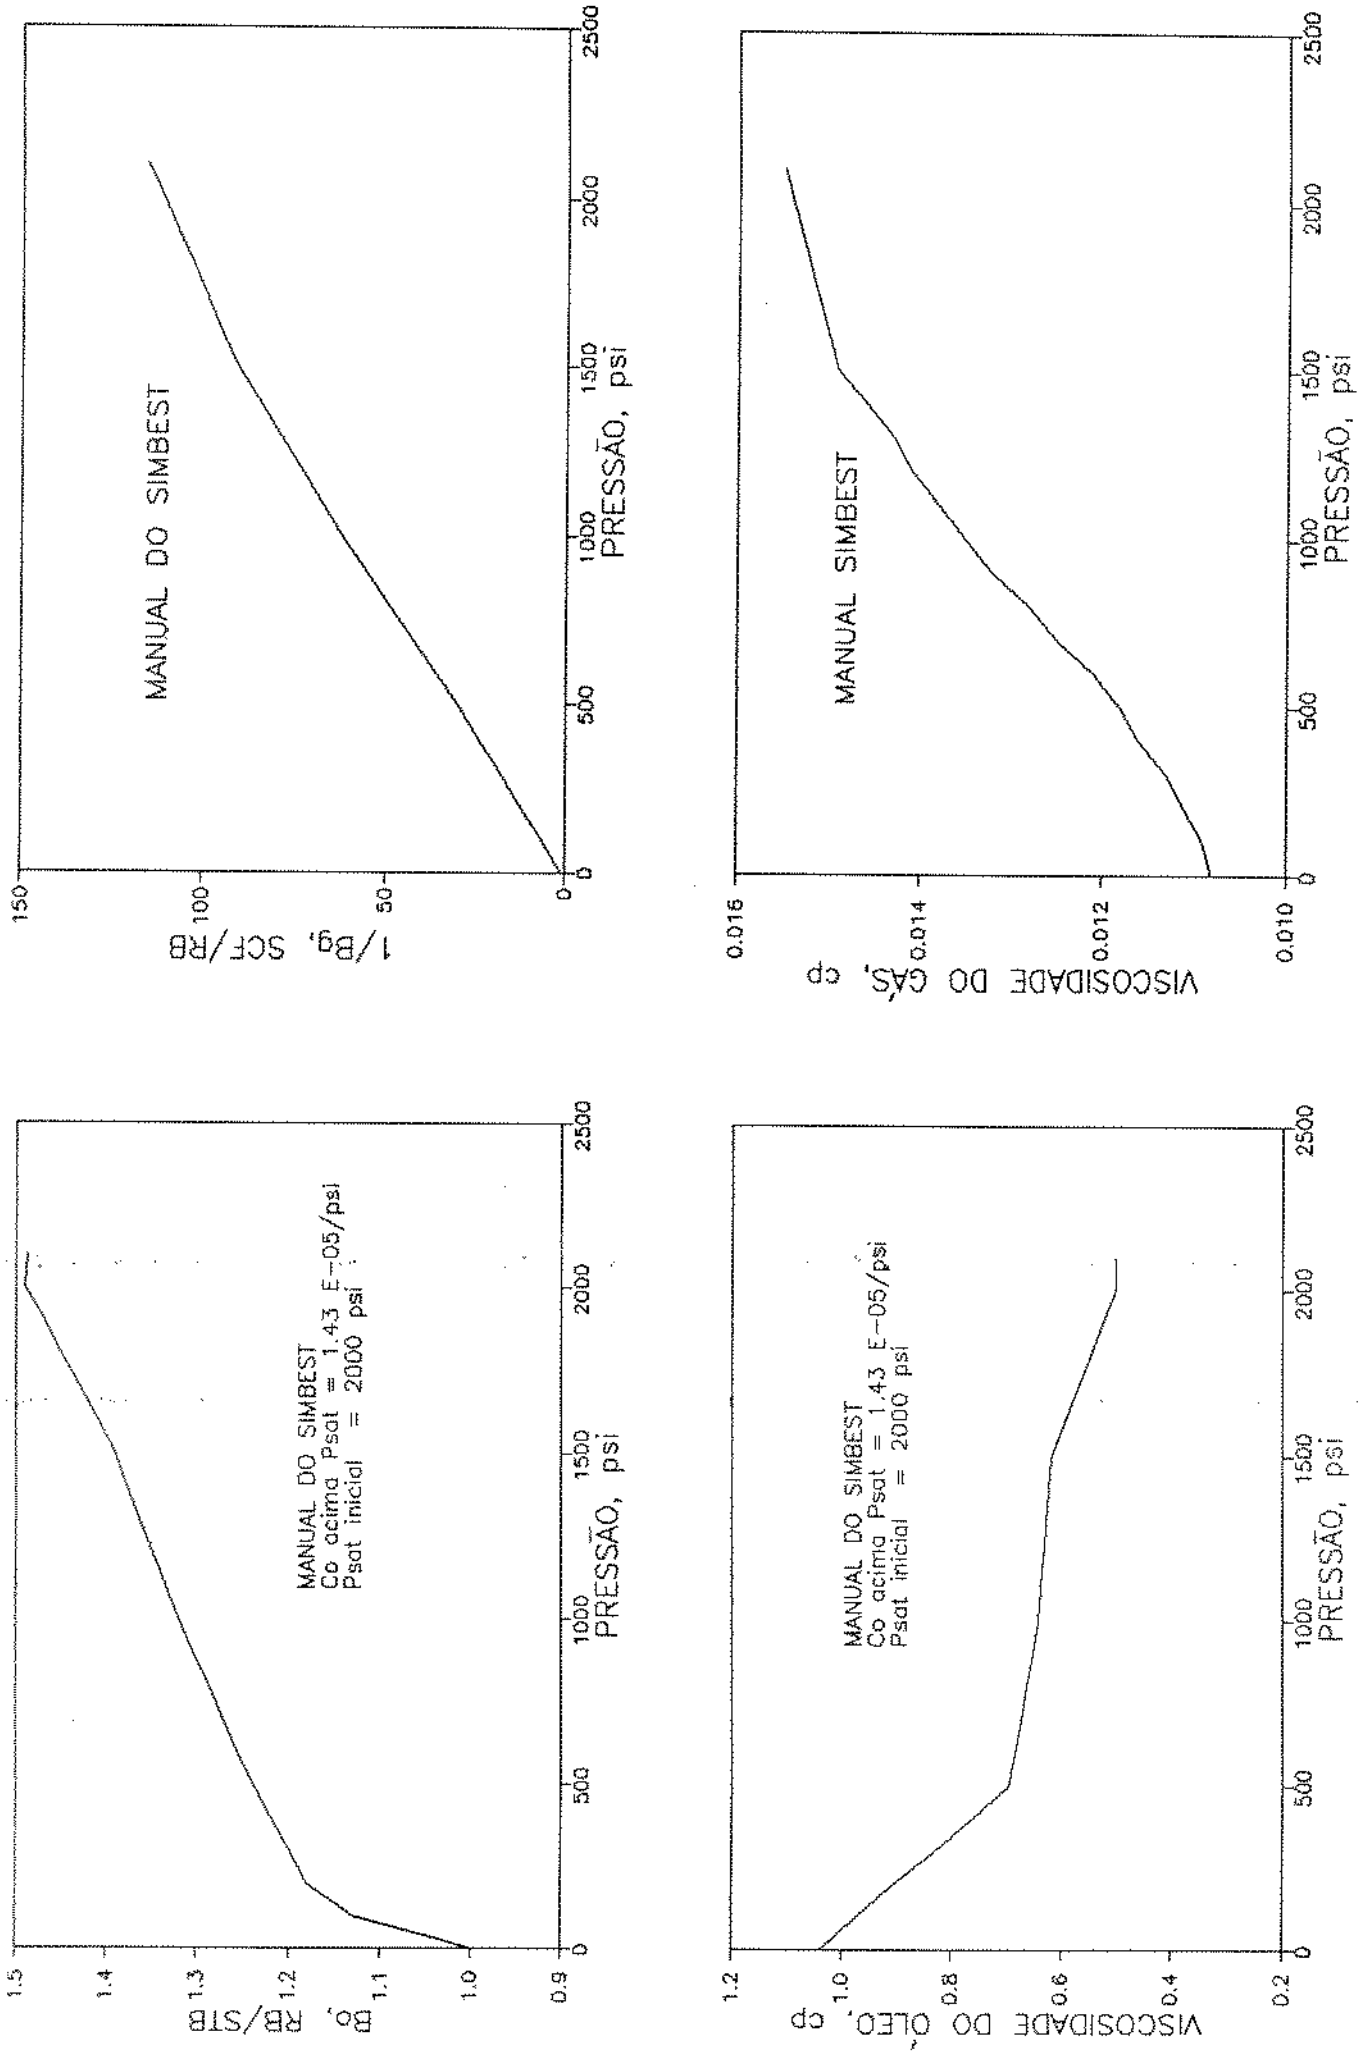 1.5
1.4
1.3
1.2
1.1
1.0
0.9
Bo, RB/STB
MANUAL DO SIMBEST
Co acima Psat = 1.43 E-05/psi
Psat inicial = 2000 psi
0
500
1000
1500
2000
2500
PRESSÃO, psi
150
100
50
0
1/Bg, SCF/RB
MANUAL DO SIMBEST
0
500
1000
1500
2000
2500
PRESSÃO, psi
1.2
1.0
0.8
0.6
0.4
0.2
VISCOSIDADE DO ÓLEO, cp
MANUAL DO SIMBEST
Co acima Psat = 1.43 E-05/psi
Psat inicial = 2000 psi
0
500
1000
1500
2000
2500
PRESSÃO, psi
0.016
0.014
0.012
0.010
VISCOSIDADE DO GÁS, cp
MANUAL SIMBEST
0
500
1000
1500
2000
2500
PRESSÃO, psi